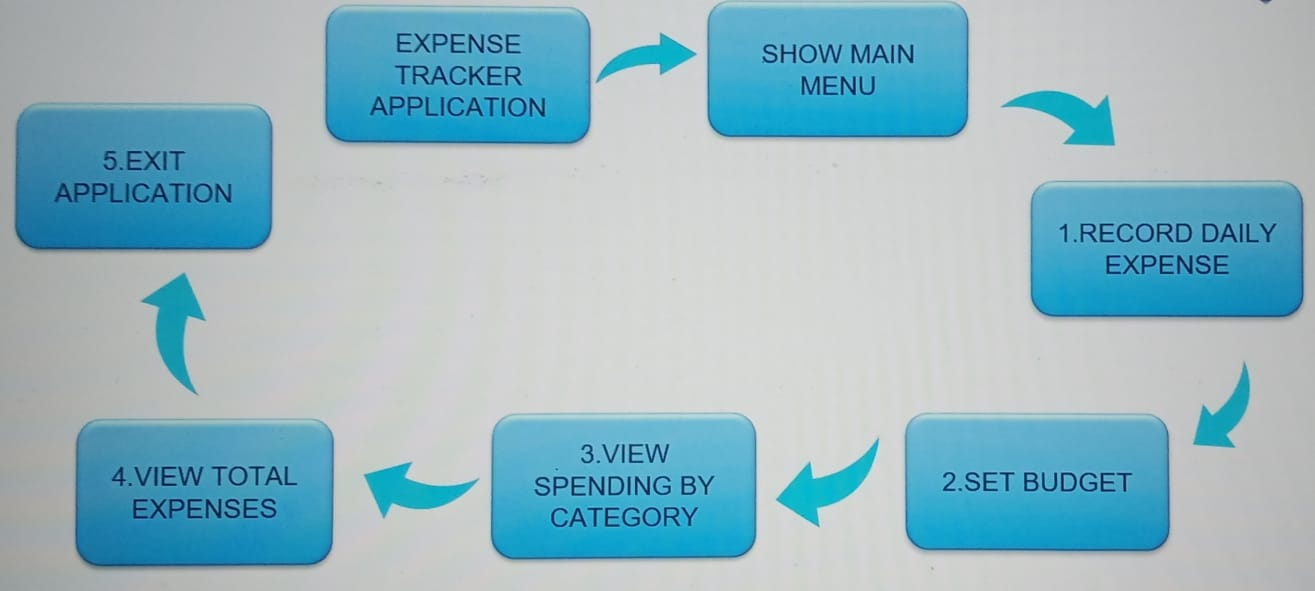 EXPENSE
TRACKER
APPLICATION
SHOW MAIN
MENU
1.RECORD DAILY
EXPENSE
2.SET BUDGET
3.VIEW
SPENDING BY
CATEGORY
4.VIEW TOTAL
EXPENSES
5.EXIT
APPLICATION